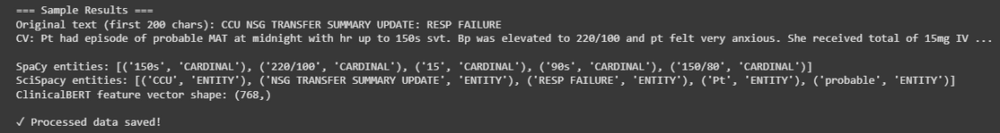 === Sample Results ===
Original text (first 200 chars): CCU NSG TRANSFER SUMMARY UPDATE: RESP FAILURE
CV: Pt had episode of probable MAT at midnight with hr up to 150s svt. Bp was elevated to 220/100 and pt felt very anxious. She received total of 15mg IV ...
SpaCy entities: [('150s', 'CARDINAL'), ('220/100', 'CARDINAL'), ('15', 'CARDINAL'), ('90s', 'CARDINAL'), ('150/80', 'CARDINAL')]
SciSpacy entities: [('CCU', 'ENTITY'), ('NSG TRANSFER SUMMARY UPDATE', 'ENTITY'), ('RESP FAILURE', 'ENTITY'), ('Pt', 'ENTITY'), ('probable', 'ENTITY')]
ClinicalBERT feature vector shape: (768,)
✓ Processed data saved!